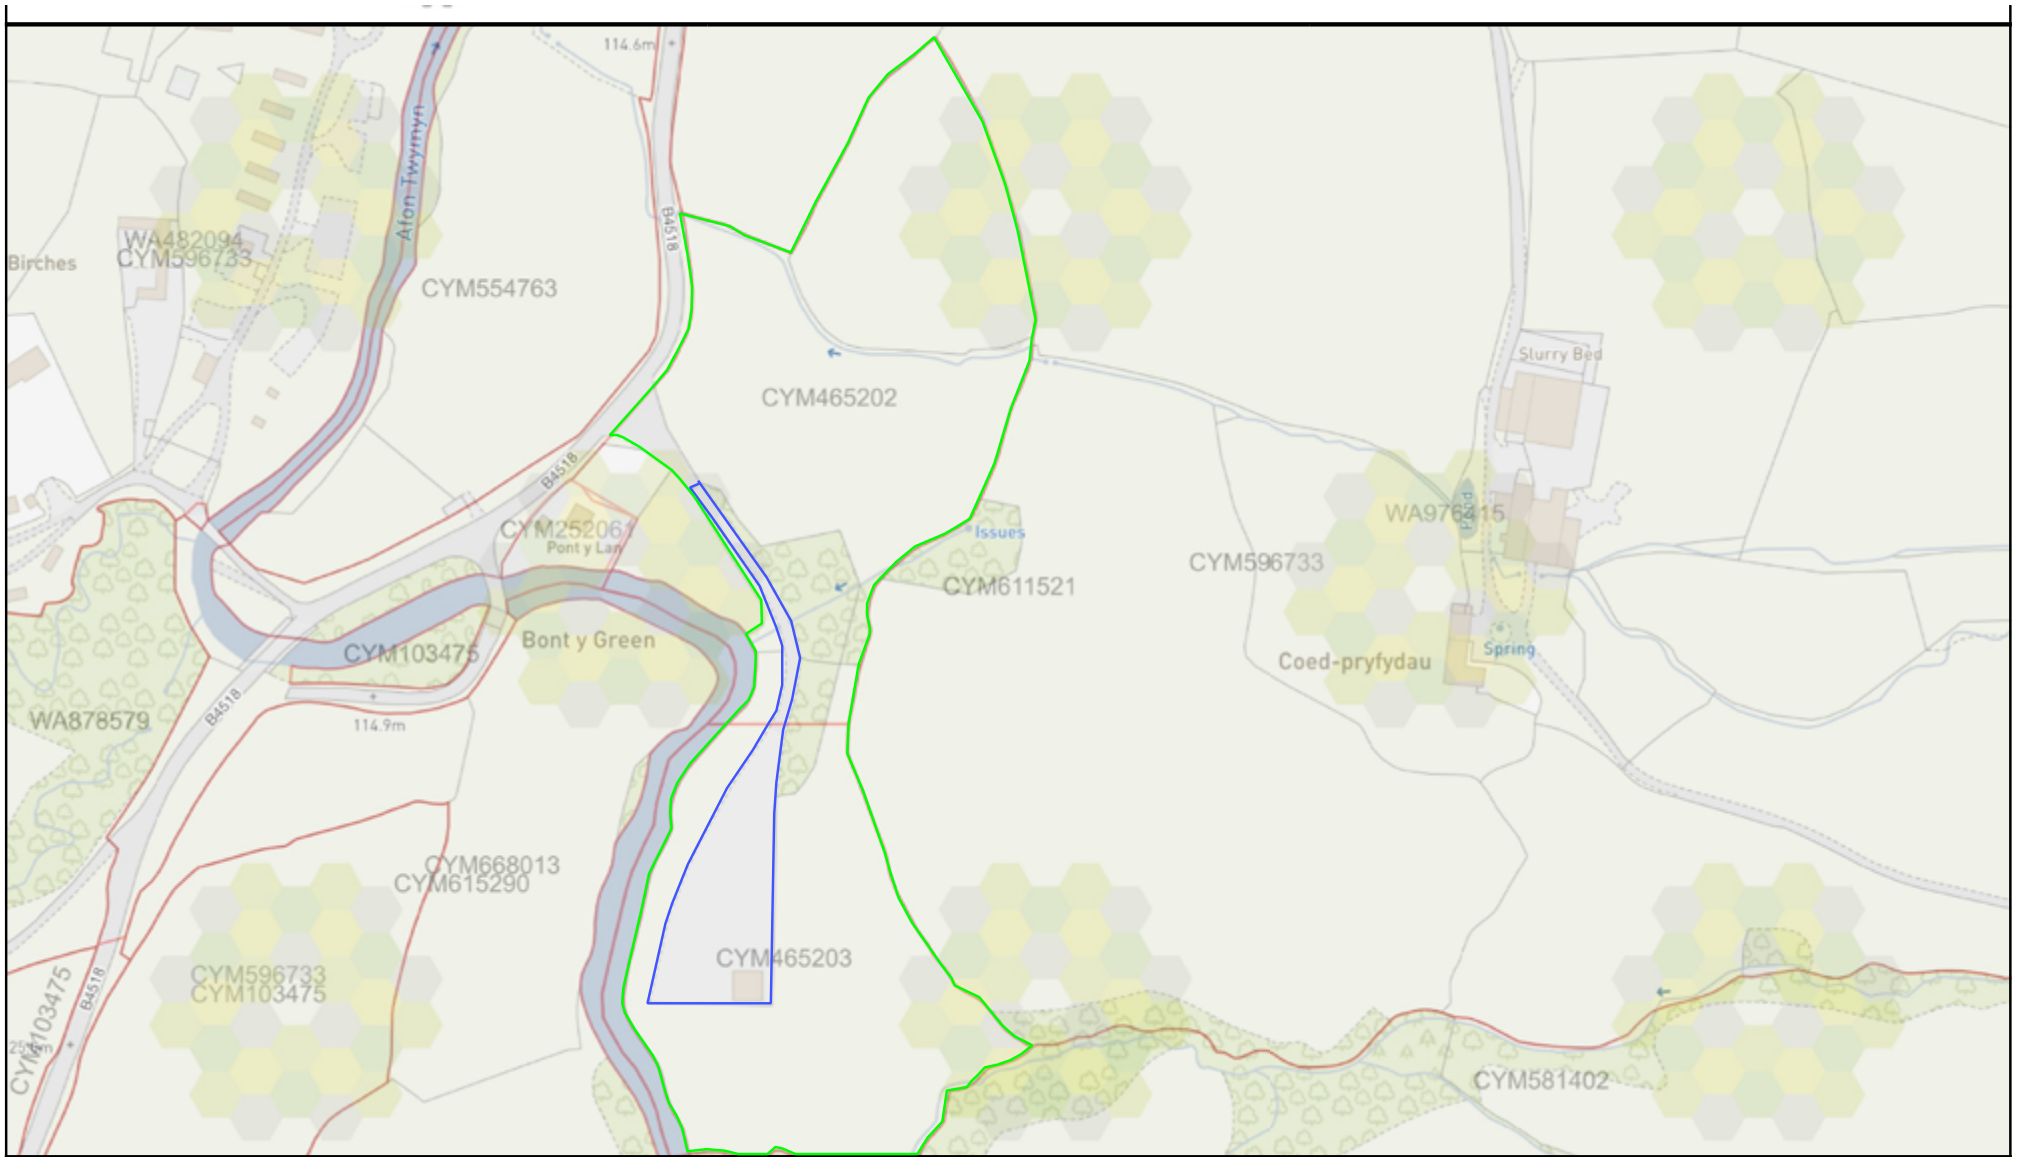 114.6m
Afon Twymyn
B4518
WA482094
CYM596733
Birches
CYM554763
Slurry Bed
CYM465202
B4518
CYM252061
Pont y Lan
Issues
WA976415
Pond
CYM596733
CYM611521
Bont y Green
CYM103475
Coed-pryfydau
Spring
B4518
WA878579
114.9m
CYM668013
CYM615290
CYM465203
CYM596733
CYM103475
B4518
CYM103475
CYM581402